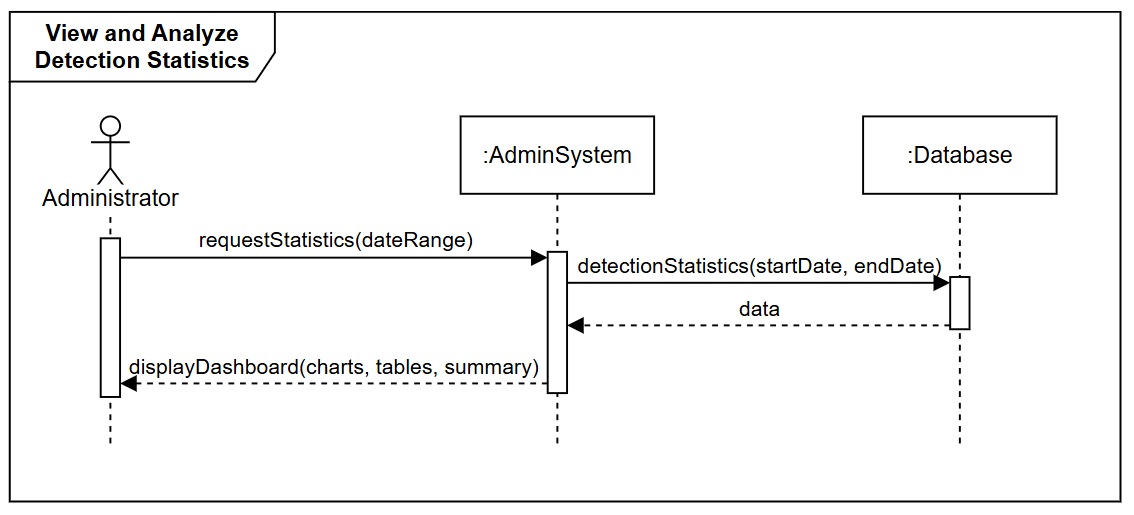 View and Analyze
Detection Statistics
:AdminSystem
:Database
Administrator
requestStatistics(dateRange)
detectionStatistics(startDate, endDate)
data
displayDashboard(charts, tables, summary)